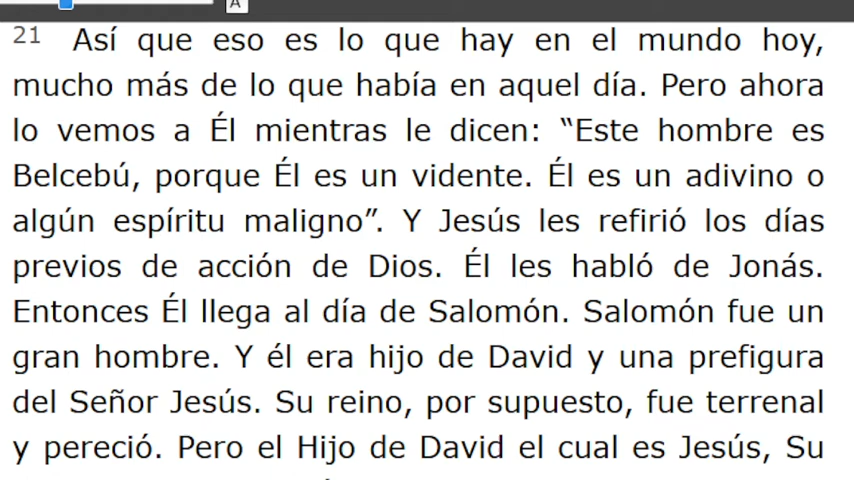 A
21 Así que eso es lo que hay en el mundo hoy,
mucho más de lo que había en aquel día. Pero ahora
lo vemos a Él mientras le dicen: “Este hombre es
Belcebú, porque Él es un vidente. Él es un adivino o
algún espíritu maligno”. Y Jesús les refirió los días
previos de acción de Dios. Él les habló de Jonás.
Entonces Él llega al día de Salomón. Salomón fue un
gran hombre. Y él era hijo de David y una prefigura
del Señor Jesús. Su reino, por supuesto, fue terrenal
y pereció. Pero el Hijo de David el cual es Jesús, Su